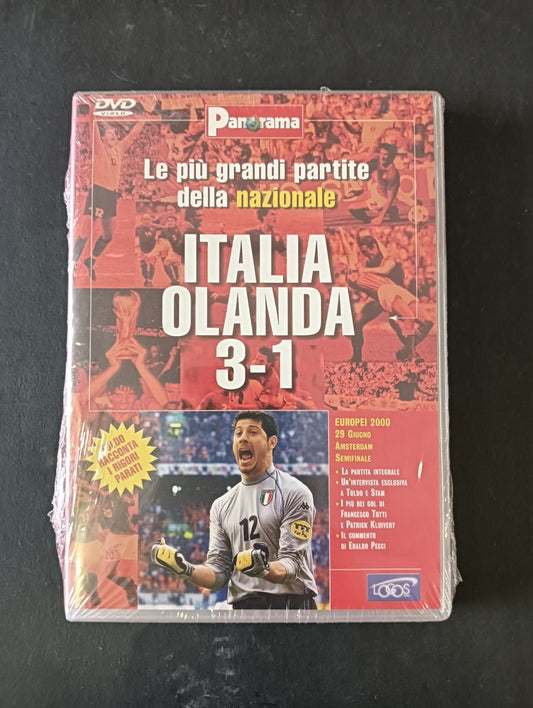 DVD
VIDEO
Panorama
Le più grandi partite
della nazionale
ITALIA
OLANDA
3-1
TOLDO
RACCONTA
I RIGORI
PARATI
12
EUROPEI 2000
29 GIUGNO
AMSTERDAM
SEMIFINALE
• LA PARTITA INTEGRALE
• UN'INTERVISTA ESCLUSIVA
A TOLDO E STAM
• I PIÙ BEI GOL DI
FRANCESCO TOTTI
E PATRICK KLUIVERT
• IL COMMENTO
DI ERALDO PECCI
LOGOS